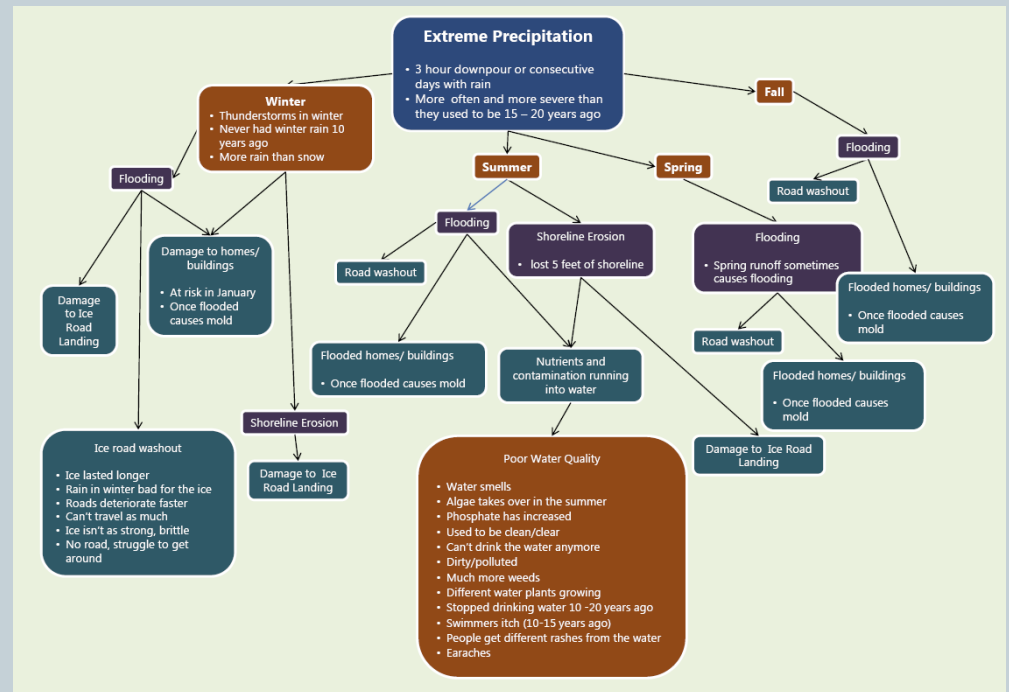 Extreme Precipitation
• 3 hour downpour or consecutive
days with rain
• More often and more severe than
they used to be 15 – 20 years ago
Winter
• Thunderstorms in winter
• Never had winter rain 10
years ago
• More rain than snow
Flooding
Damage
to Ice
Road
Landing
Damage to homes/
buildings
• At risk in January
• Once flooded
causes mold
Ice road washout
• Ice lasted longer
• Rain in winter bad for the ice
• Roads deteriorate faster
• Can't travel as much
• Ice isn't as strong, brittle
• No road, struggle to get
around
Shoreline Erosion
Damage to Ice
Road Landing
Summer
Flooding
Road washout
Flooded homes/ buildings
• Once flooded causes mold
Shoreline Erosion
• lost 5 feet of shoreline
Nutrients and
contamination running
into water
Poor Water Quality
• Water smells
• Algae takes over in the summer
• Phosphate has increased
• Used to be clean/clear
• Can't drink the water anymore
• Dirty/polluted
• Much more weeds
• Different water plants growing
• Stopped drinking water 10 -20 years ago
• Swimmers itch (10-15 years ago)
• People get different rashes from the water
• Earaches
Damage to Ice Road
Landing
Spring
Flooding
• Spring runoff sometimes
causes flooding
Road washout
Flooded homes/ buildings
• Once flooded causes
mold
Fall
Flooding
Road washout
Flooded homes/ buildings
• Once flooded causes
mold